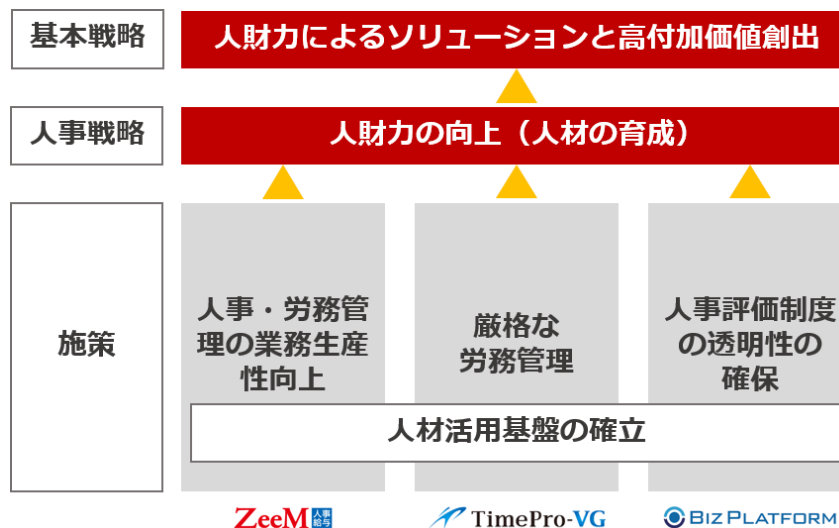 基本戦略
人財力によるソリューションと高付加価値創出
人事戦略
人財力の向上（人材の育成）
施策
人事・労務管
理の業務生産
性向上
厳格な
労務管理
人事評価制度
の透明性の
確保
人材活用基盤の確立
ZeeM 人事給与
TimePro-VG
BIZ PLATFORM